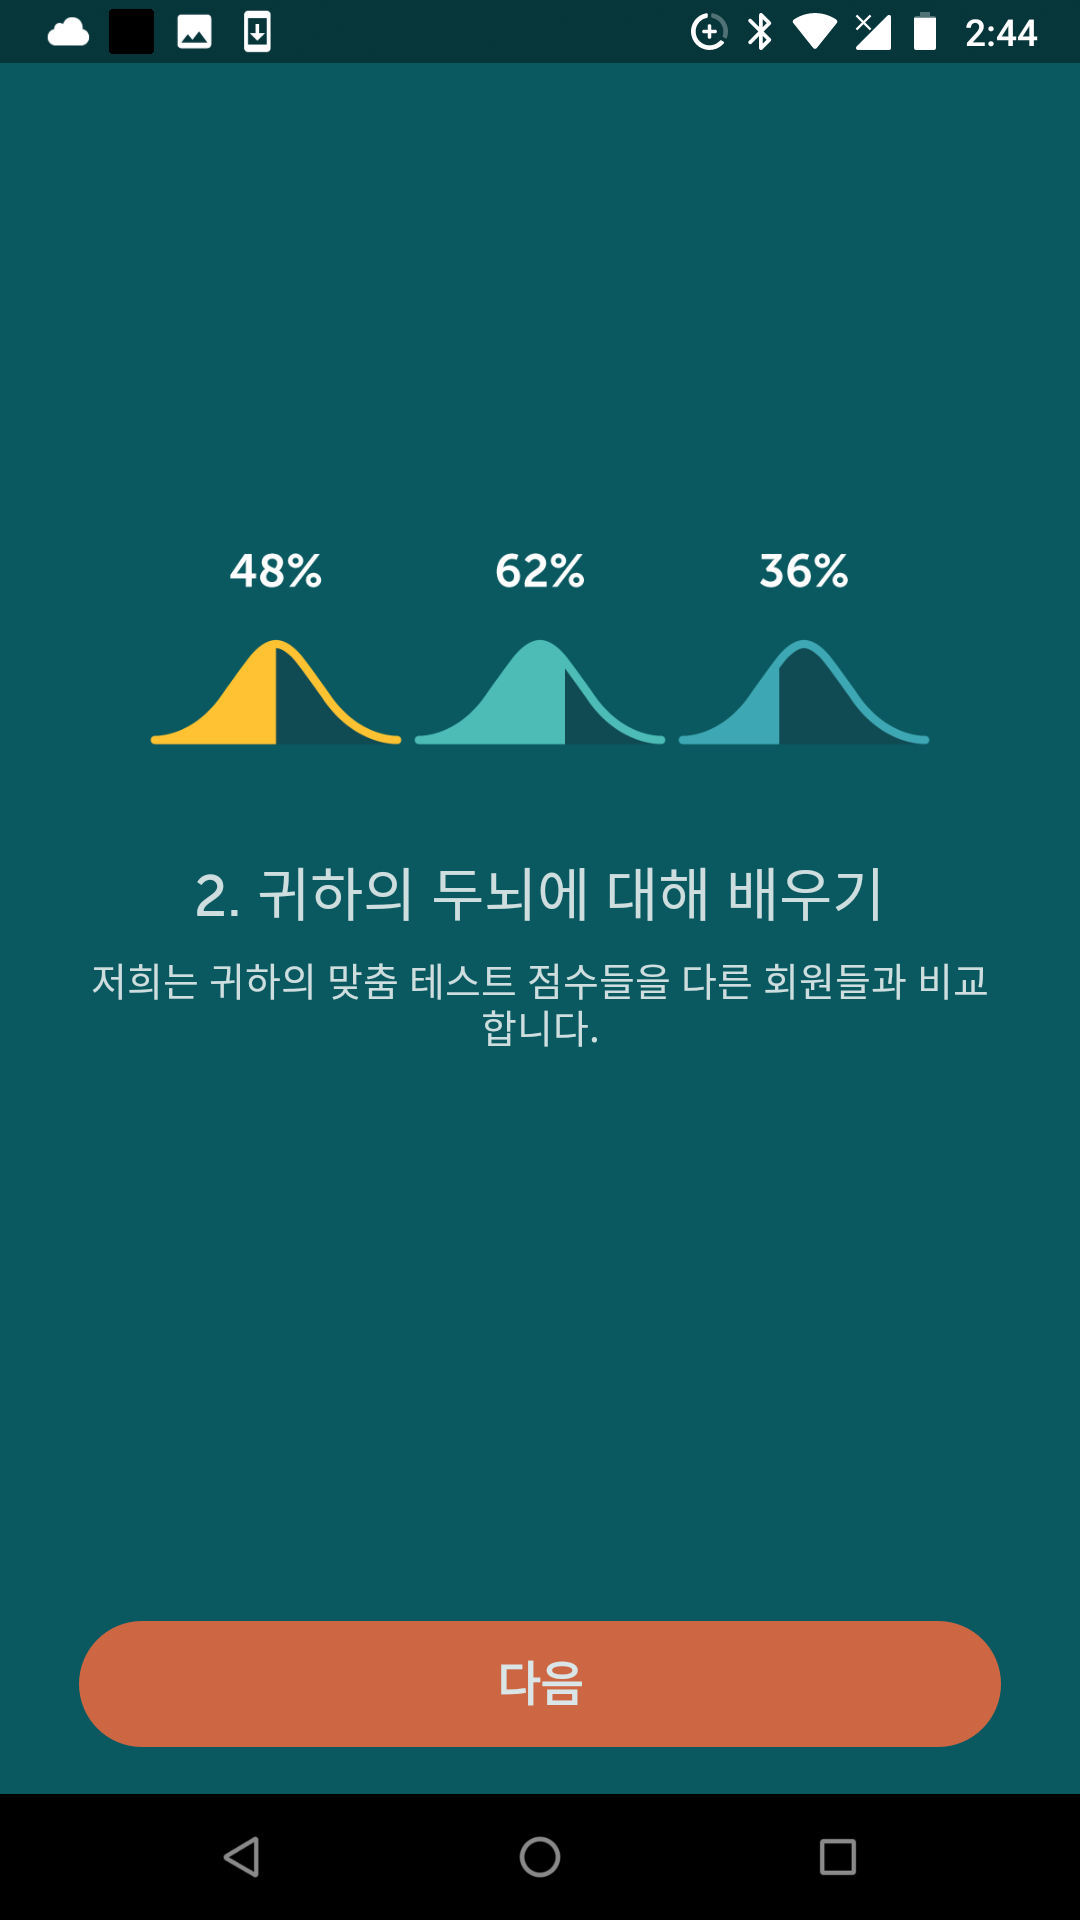 2:44
48% 62% 36%
2. 귀하의 두뇌에 대해 배우기
저희는 귀하의 맞춤 테스트 점수들을 다른 회원들과 비교
합니다.
다음